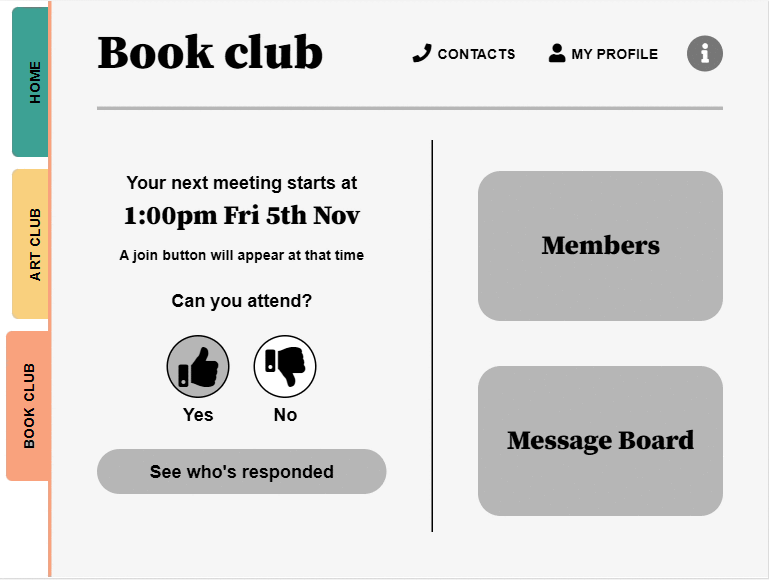 HOME
ART CLUB
BOOK CLUB
Book club
CONTACTS
MY PROFILE
i
Your next meeting starts at
1:00pm Fri 5th Nov
A join button will appear at that time
Can you attend?
Yes
No
See who's responded
Members
Message Board